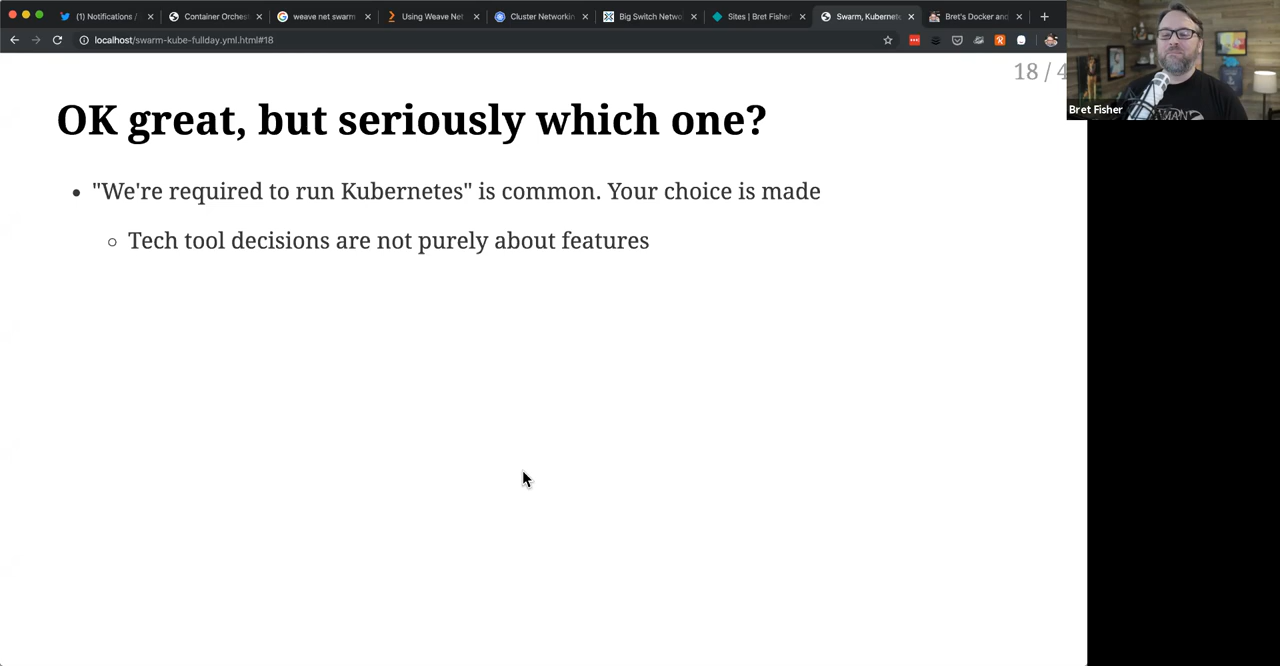 (1) Notifications /
Container Orches
weave net swarm
Using Weave Net
Cluster Networkin
Big Switch Netwo
Sites | Bret Fisher
Swarm, Kubernete
Bret's Docker and
localhost/swarm-kube-fullday.yml.html#18
18 / 4
Bret Fisher
OK great, but seriously which one?
"We're required to run Kubernetes" is common. Your choice is made
Tech tool decisions are not purely about features